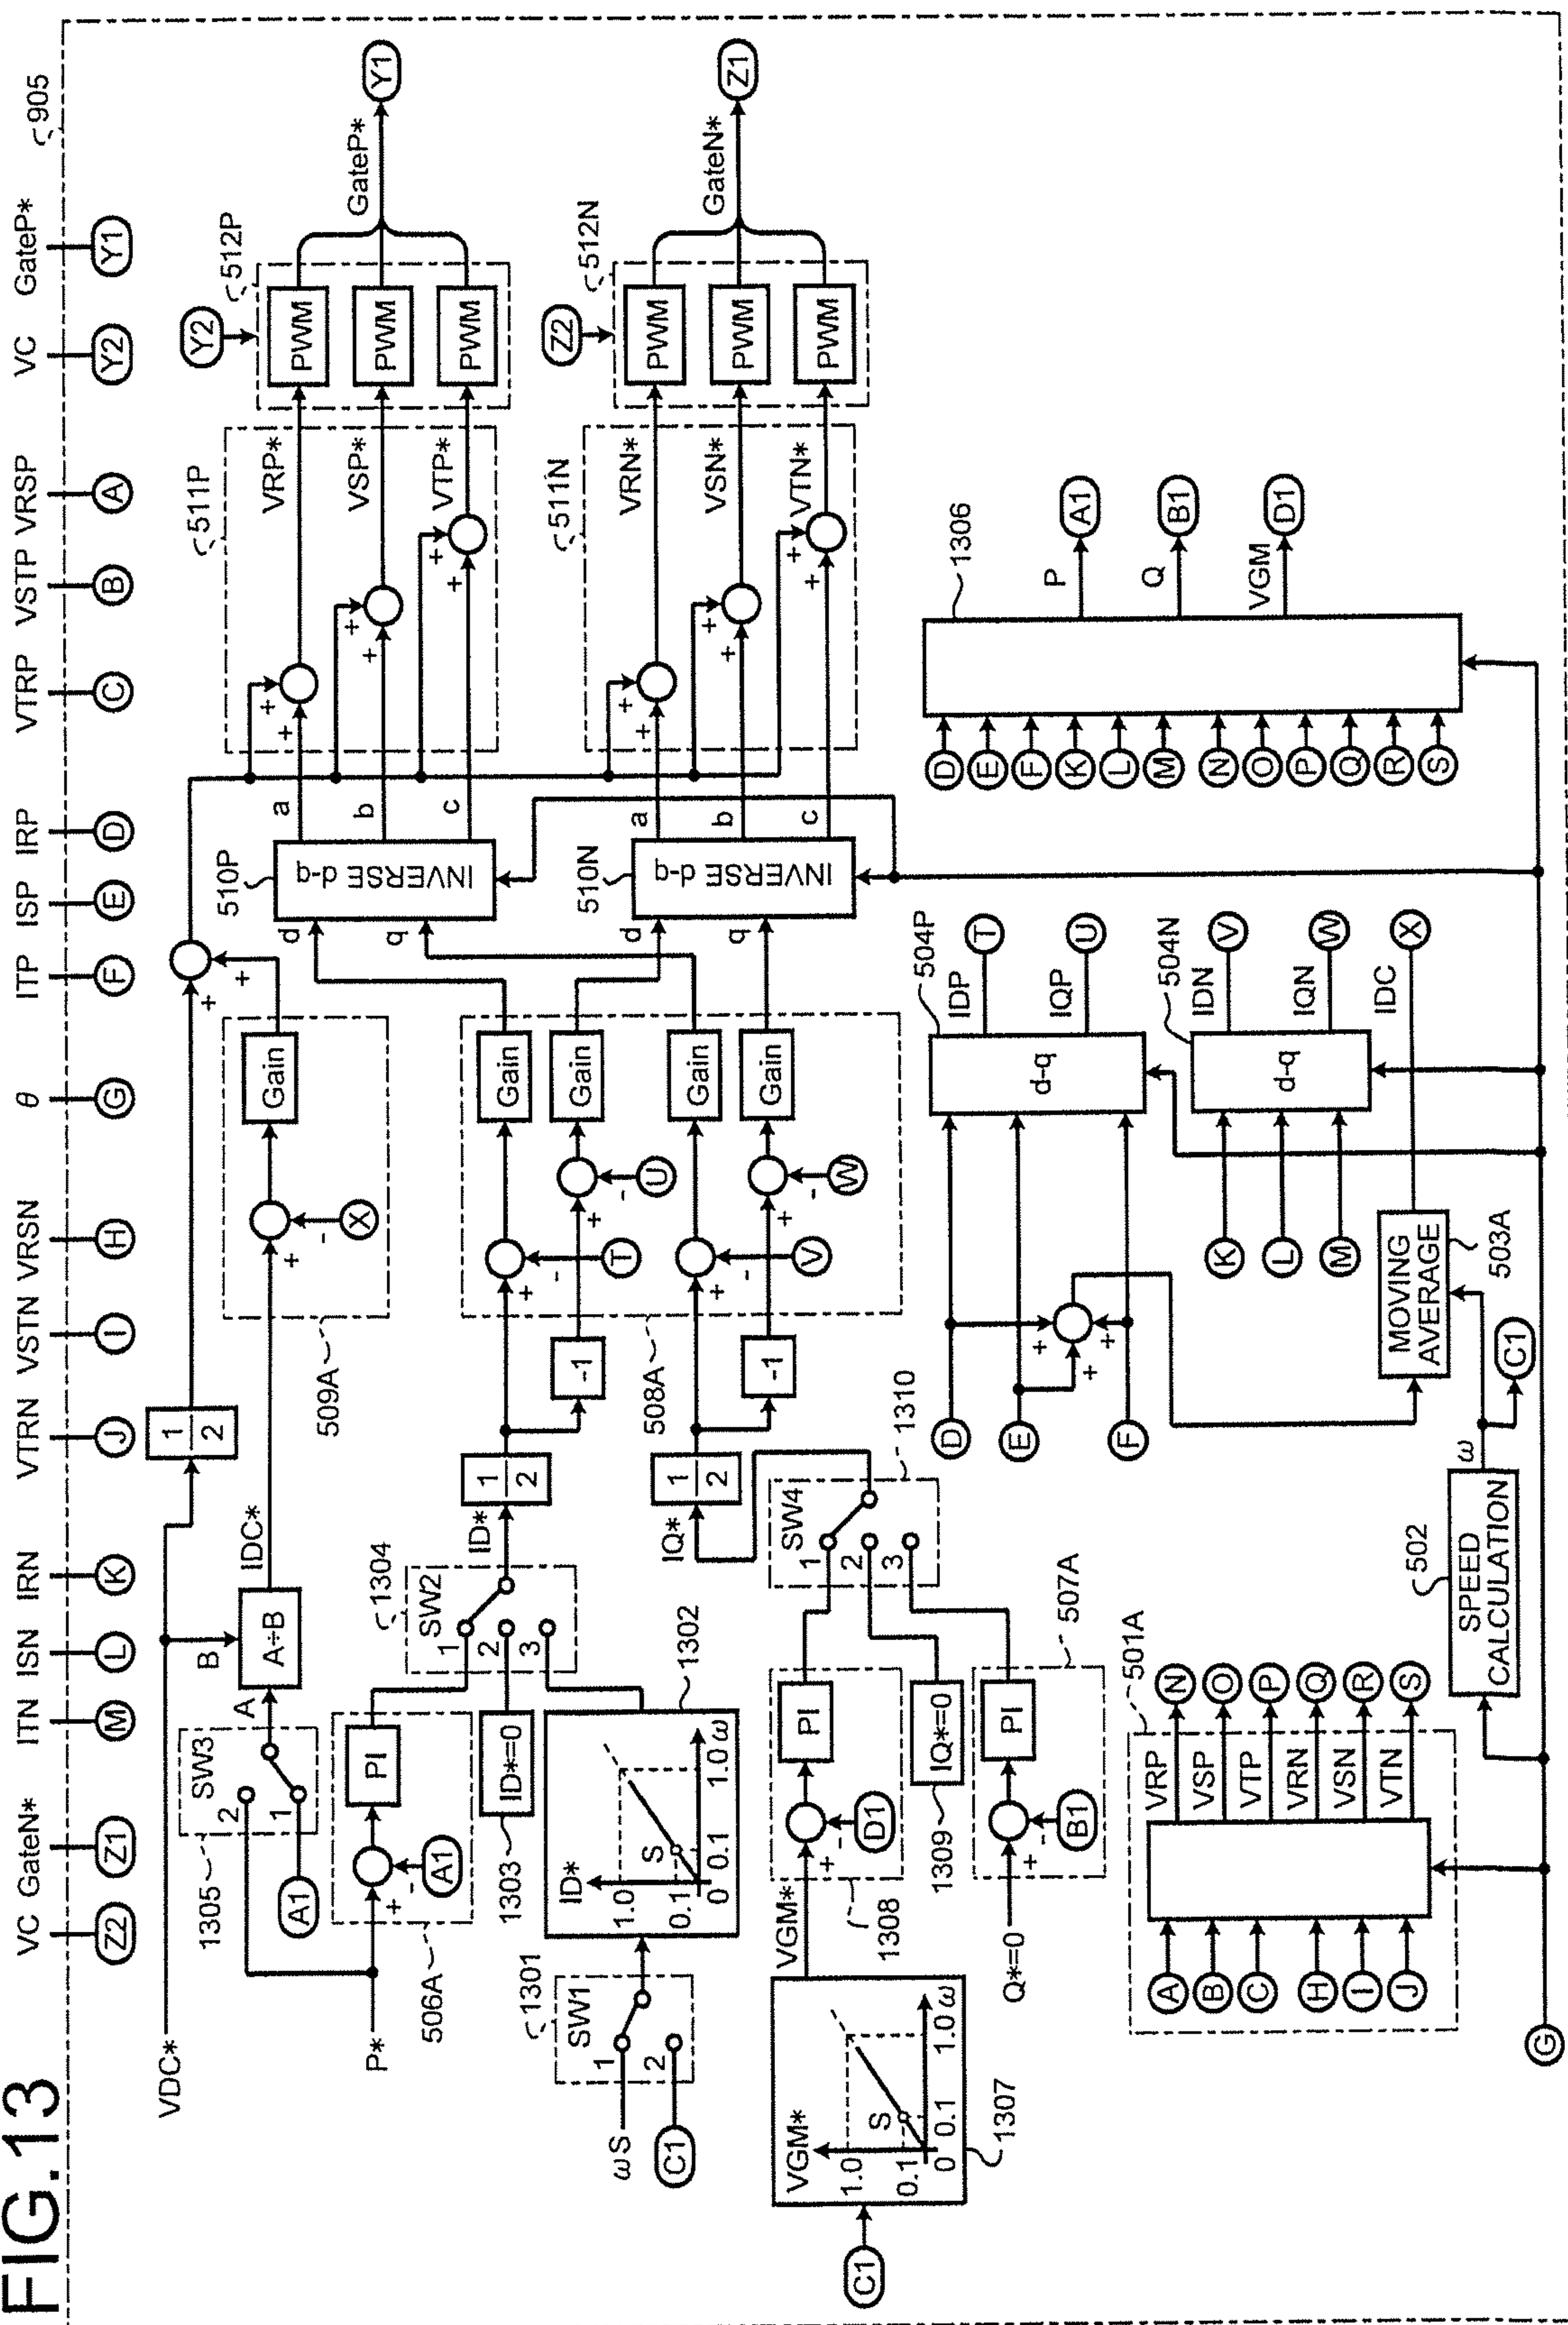 FIG.13
VC GateN* ITN ISN IRN VTRN VSTN VRSN θ ITP ISP IRP VTRP VSTP VRSP VC GateP*
Z2 Z1 M L K J I H G F E D C B A Y2 Y1
905
VDC*
1
2
1305
SW3
2
1
A1
A
B
A÷B
IDC*
509A
+
-
X
Gain
+
+
P*
506A
+
-
A1
PI
1303
ID*=0
1304
SW2
1
2
3
ID*
1
2
-1
1301
SW1
1
2
ωS
C1
1302
ID*
1.0
0.1
0
S
0.1
1.0
ω
508A
+
-
T
Gain
+
-
U
Gain
+
-
V
Gain
+
-
W
Gain
C1
1307
VGM*
1.0
0.1
0
S
0.1
1.0
ω
VGM*
1308
+
-
D1
PI
1309
IQ*=0
Q*=0
+
-
B1
PI
507A
SW4
1
2
3
1310
IQ*
1
2
-1
510P
d
q
INVERSE d-q
a
b
c
510N
d
q
INVERSE d-q
a
b
c
511P
+
+
VRP*
+
+
VSP*
+
+
VTP*
Y2
512P
PWM
PWM
PWM
GateP*
Y1
511N
+
+
VRN*
+
+
VSN*
+
+
VTN*
Z2
512N
PWM
PWM
PWM
GateN*
Z1
501A
A
B
C
H
I
J
VRP
VSP
VTP
VRN
VSN
VTN
N
O
P
Q
R
S
G
502
SPEED
CALCULATION
ω
C1
D
E
F
+
+
+
MOVING
AVERAGE
503A
504P
d-q
IDP
T
IQP
U
K
L
M
504N
d-q
IDN
V
IQN
W
IDC
X
D
E
F
K
L
M
N
O
P
Q
R
S
1306
P
A1
Q
B1
VGM
D1